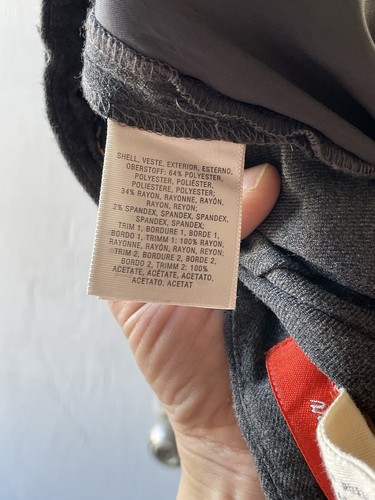 SHELL, VESTE, EXTERIOR, ESTERNO,
OBERSTOFF: 64% POLYESTER,
POLYESTER, POLIÉSTER,
POLIESTERE, POLYESTER;
34% RAYON, RAYONNE, RAYÓN,
RAYON, REYON;
2% SPANDEX, SPANDEX, SPANDEX,
SPANDEX, SPANDEX;
TRIM 1, BORDURE 1, BORDE 1,
BORDO 1, TRIMM 1: 100% RAYON,
RAYONNE, RAYÓN, RAYON, REYON;
TRIM 2, BORDURE 2, BORDE 2,
BORDO 2, TRIMM 2: 100%
ACETATE, ACÉTATE, ACETATO,
ACETATO, ACETAT